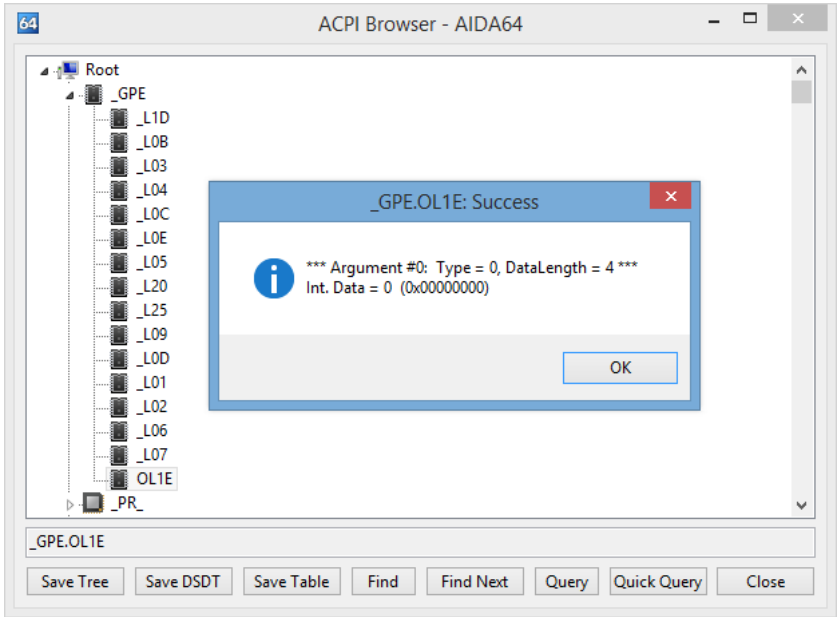 64
ACPI Browser - AIDA64
Root
_GPE
_L1D
_L0B
_L03
_L04
_L0C
_L0E
_L05
_L20
_L25
_L09
_L0D
_L01
_L02
_L06
_L07
OL1E
_PR_
_GPE.OL1E: Success
*** Argument #0:  Type = 0, DataLength = 4 ***
Int. Data = 0  (0x00000000)
OK
_GPE.OL1E
Save Tree Save DSDT Save Table Find Find Next Query Quick Query Close